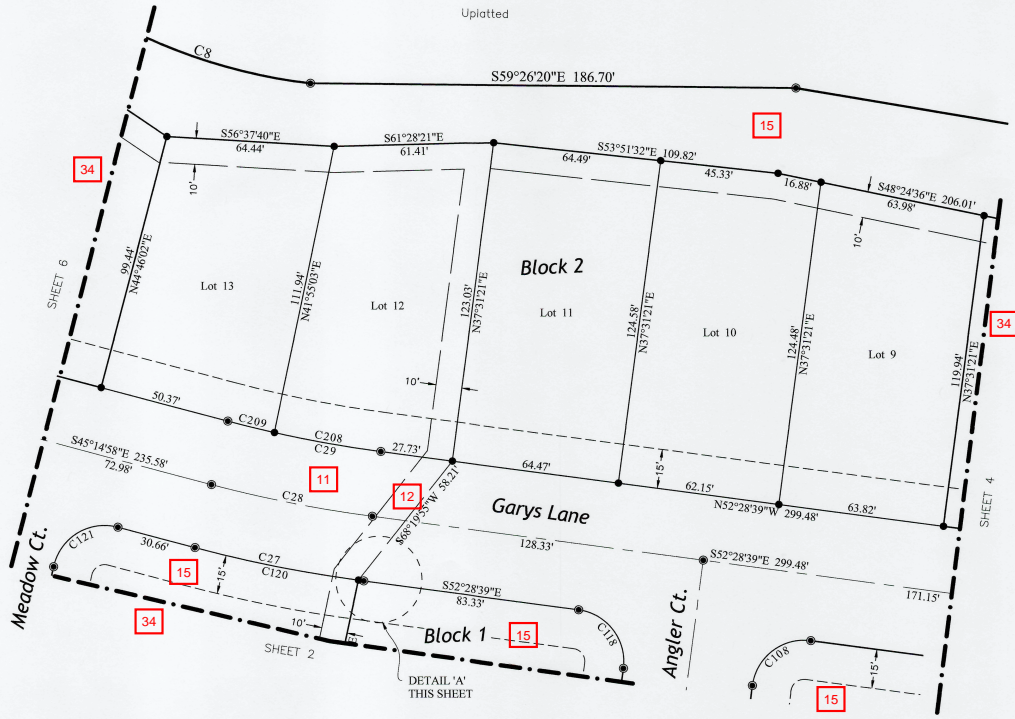 Uplatted
C8
S59°26'20"E 186.70'
15
S56°37'40"E
64.44'
S61°28'21"E
61.41'
64.49'
S53°51'32"E 109.82'
45.33'
16.88'
S48°24'36"E 206.01'
63.98'
34
10'
10'
SHEET 6
99.44'
N44°46'02"E
Lot 13
111.94'
N41°55'03"E
Lot 12
123.03'
N37°31'21"E
Block 2
Lot 11
124.58'
N37°31'21"E
Lot 10
124.48'
N37°31'21"E
Lot 9
119.94'
N37°31'21"E
34
10'
50.37'
C209
C208
C29
27.73'
15'
64.47'
62.15'
N52°28'39"W 299.48'
63.82'
SHEET 4
S45°14'58"E 235.58'
72.98'
11
C28
12
S68°19'55"W 58.21'
Garys Lane
128.33'
S52°28'39"E 299.48'
171.15'
Meadow Ct.
C121
30.66'
15
15'
C27
C120
S52°28'39"E
83.33'
C118
Angler Ct.
C108
15'
15
34
10'
Block 1
15
SHEET 2
DETAIL 'A'
THIS SHEET